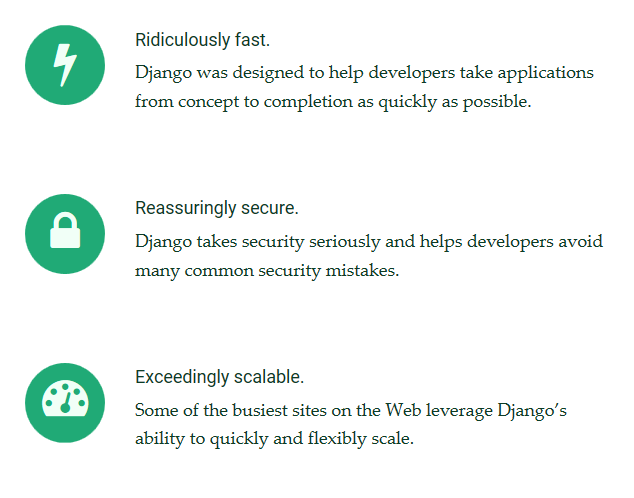 Ridiculously fast.
Django was designed to help developers take applications
from concept to completion as quickly as possible.
Reassuringly secure.
Django takes security seriously and helps developers avoid
many common security mistakes.
Exceedingly scalable.
Some of the busiest sites on the Web leverage Django’s
ability to quickly and flexibly scale.